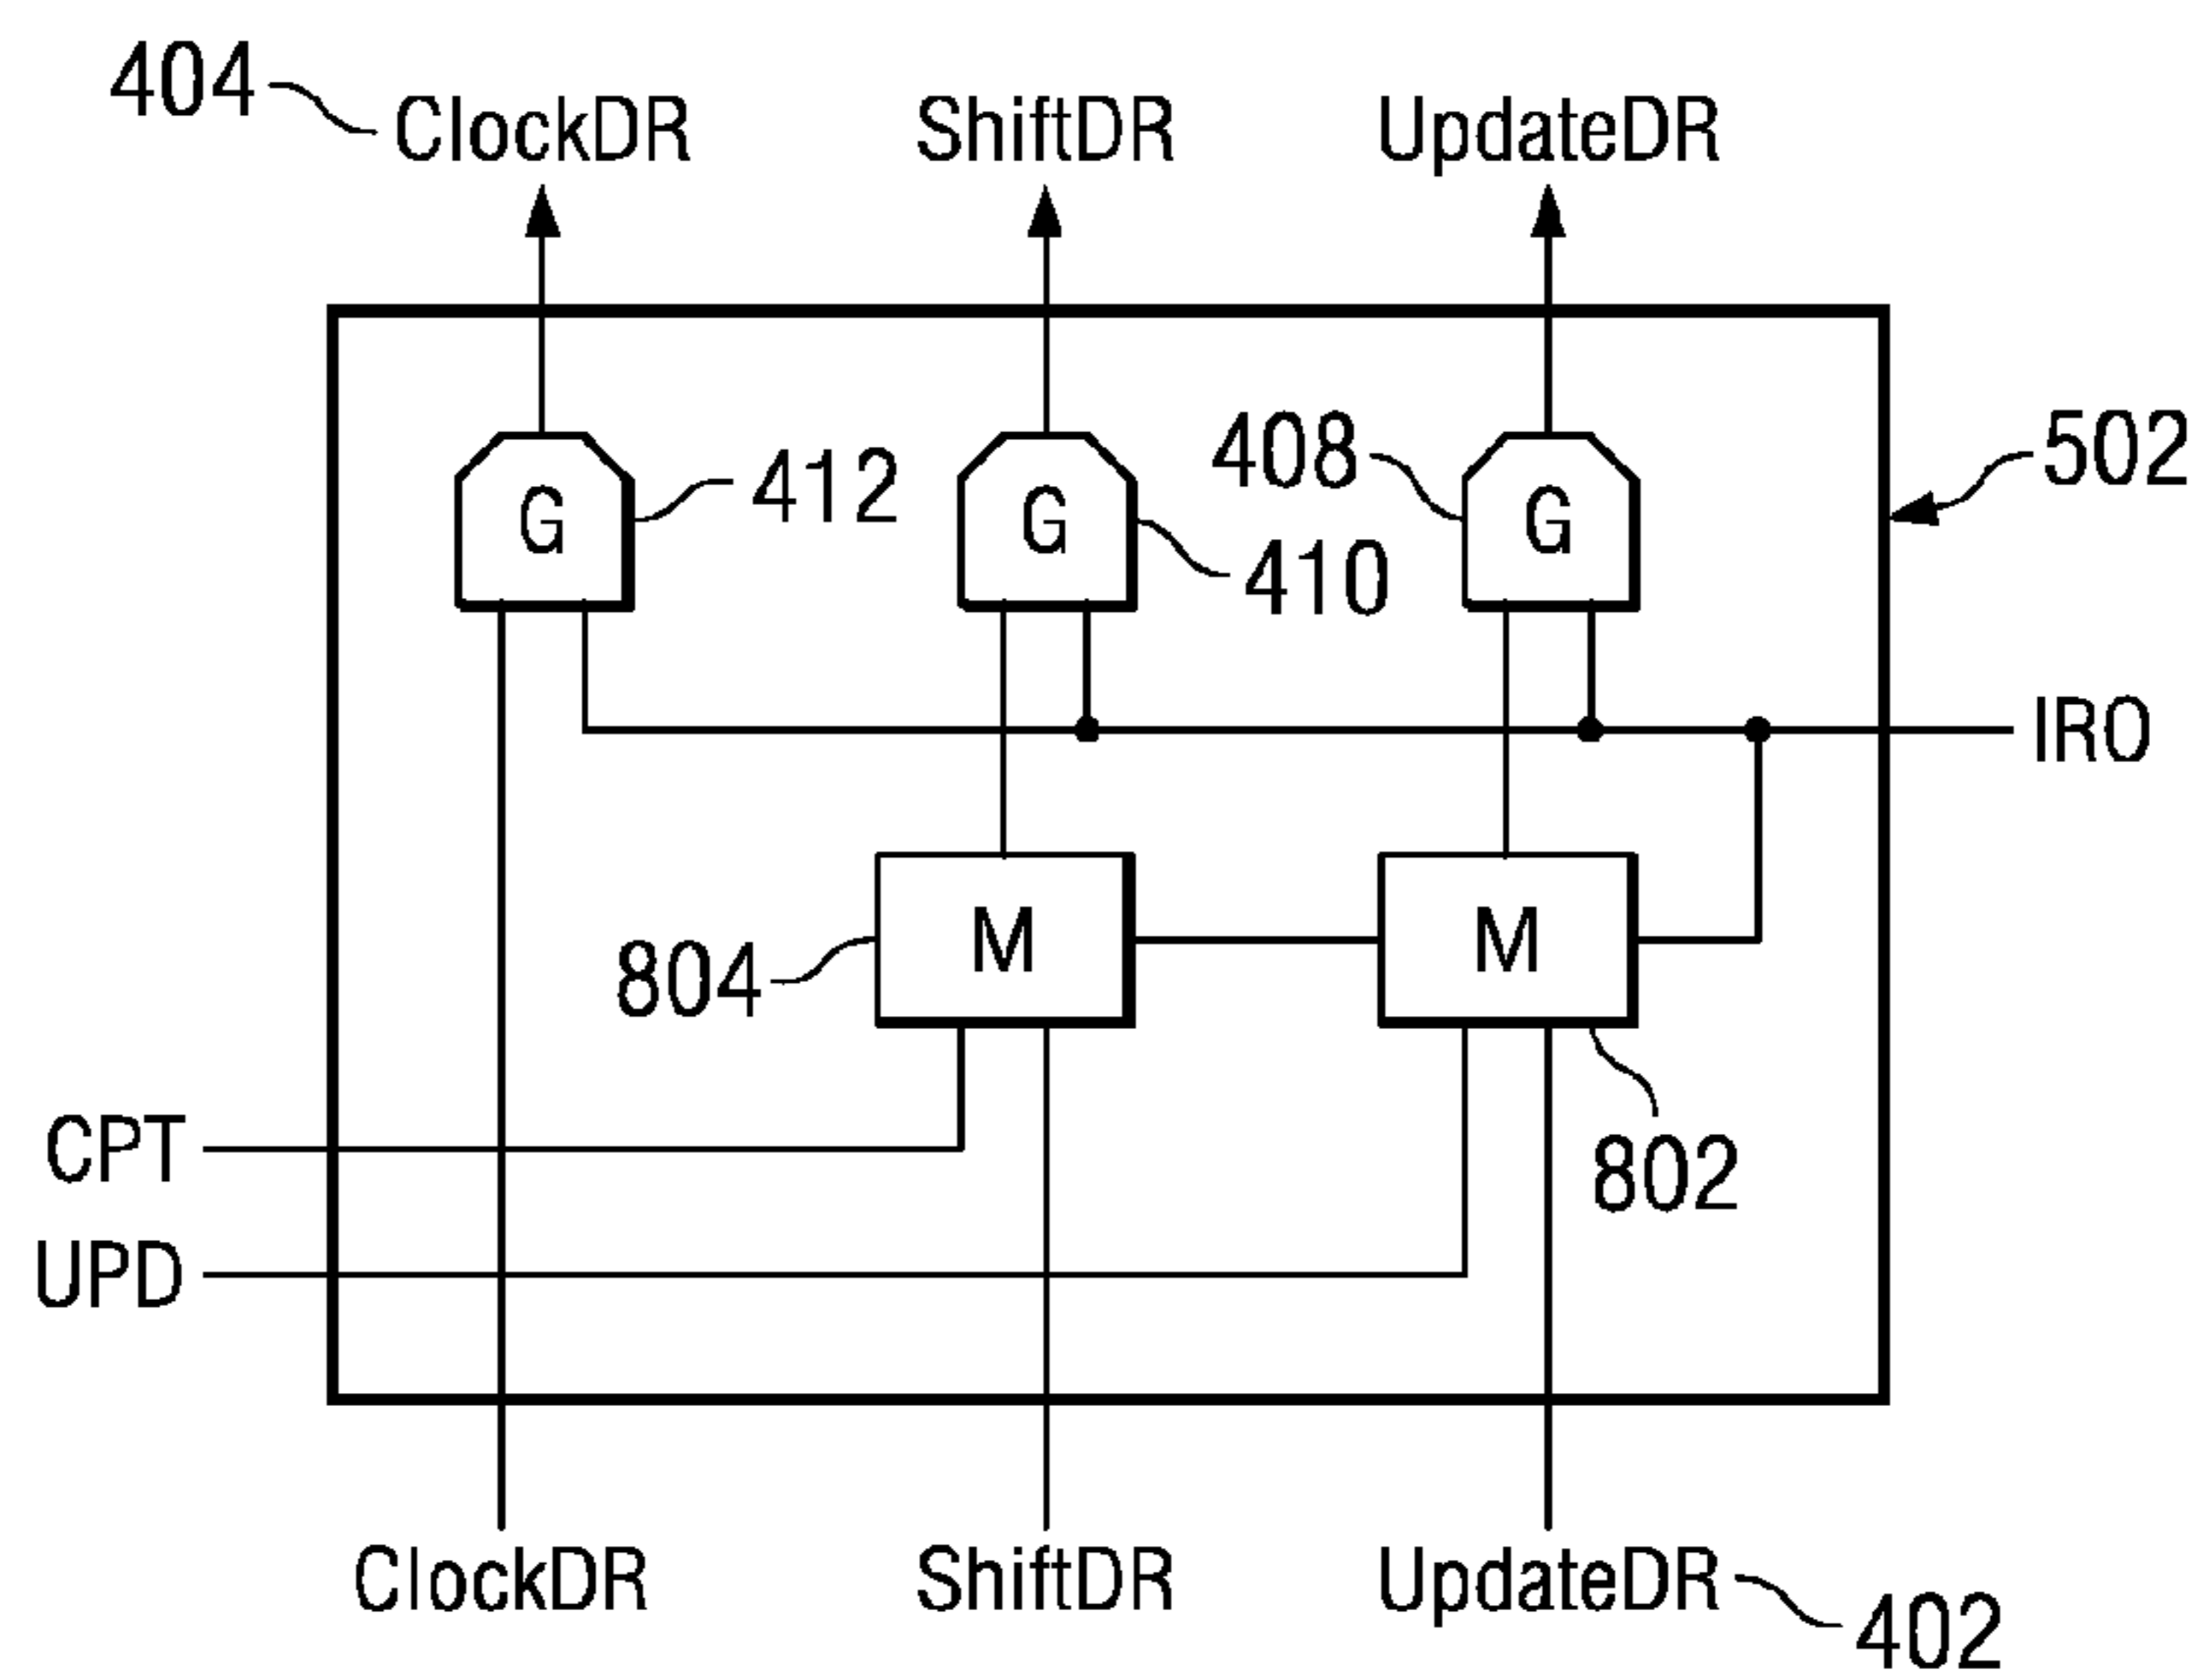 404 ClockDR ShiftDR UpdateDR
G 412 G 410 408 G 502
IRO
804 M M 802
CPT
UPD
ClockDR ShiftDR UpdateDR 402